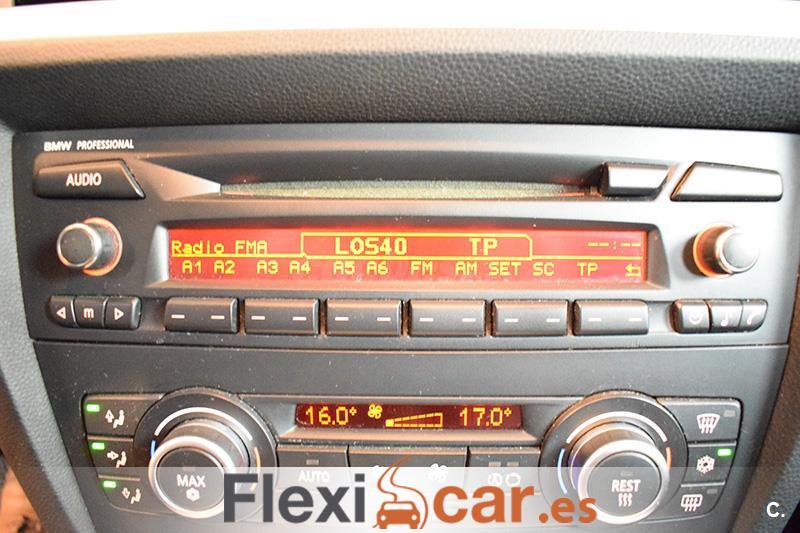 BMW PROFESSIONAL
AUDIO
Radio FMA LOS40 TP --:--
A1 A2 A3 A4 A5 A6 FM AM SET SC TP
m
16.0° 17.0°
MAX AUTO REST
Flexicar.es
C.